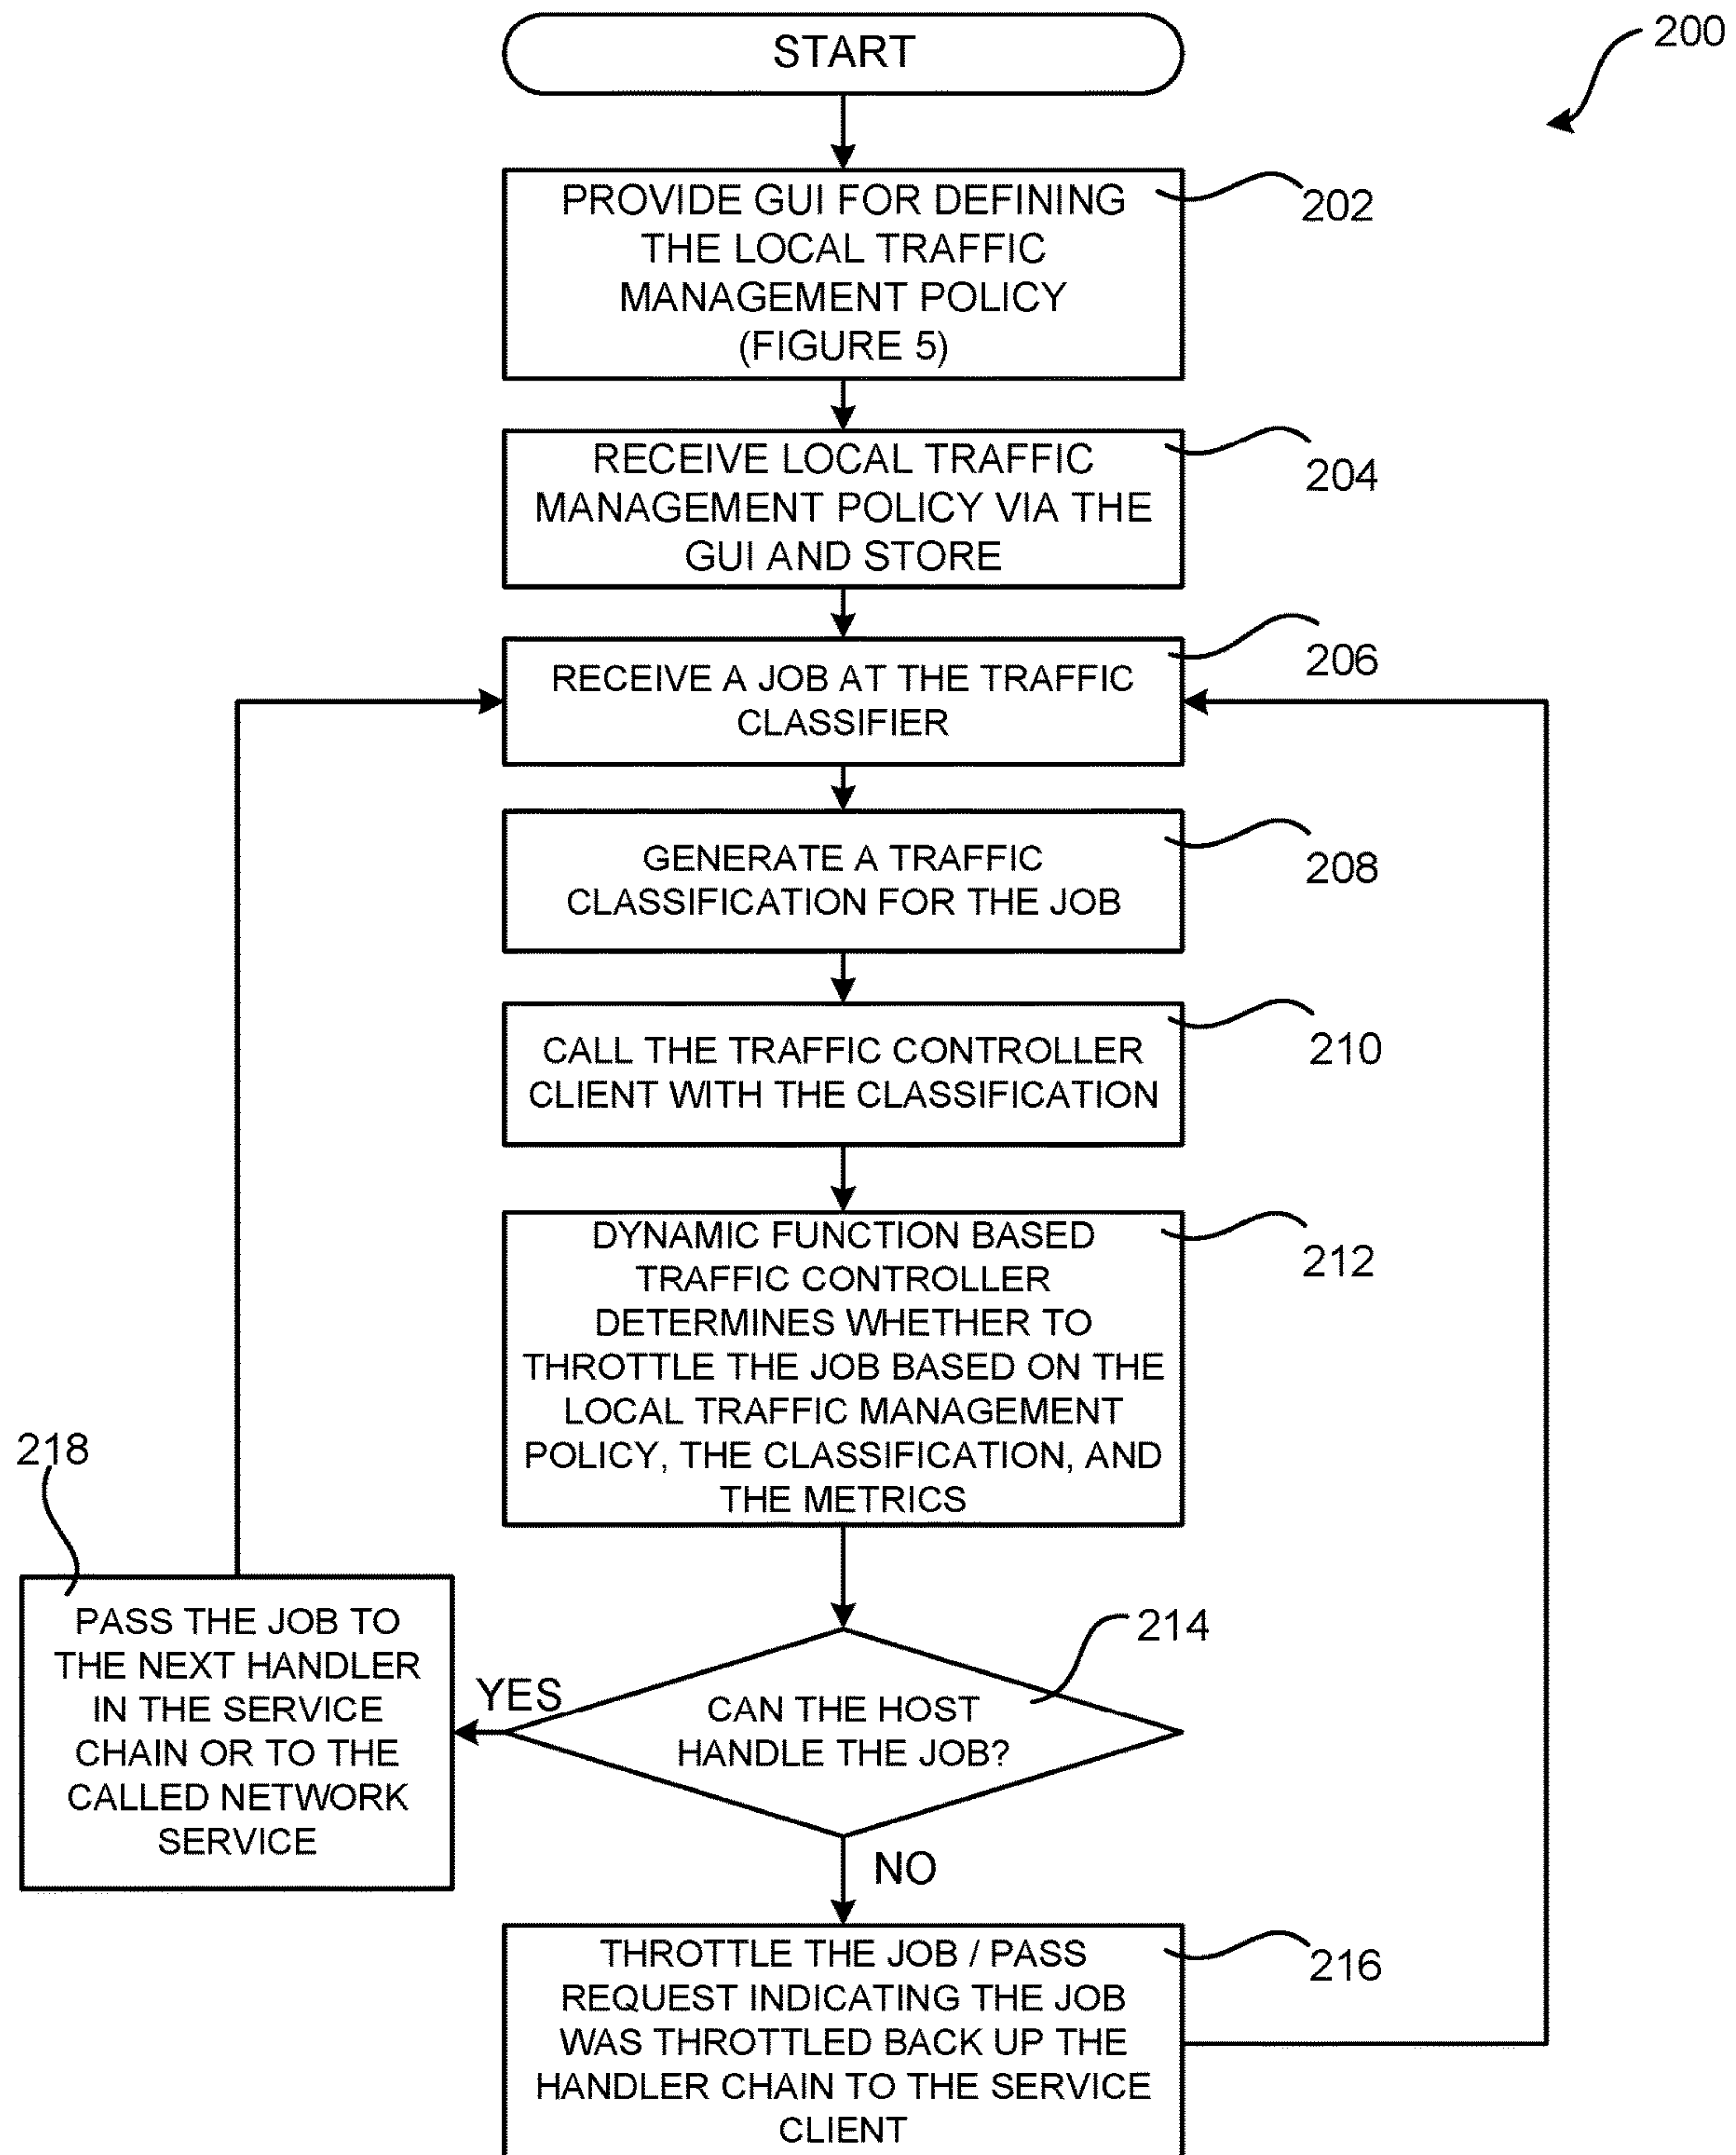 START
200
PROVIDE GUI FOR DEFINING
THE LOCAL TRAFFIC
MANAGEMENT POLICY
(FIGURE 5)
202
RECEIVE LOCAL TRAFFIC
MANAGEMENT POLICY VIA THE
GUI AND STORE
204
RECEIVE A JOB AT THE TRAFFIC
CLASSIFIER
206
GENERATE A TRAFFIC
CLASSIFICATION FOR THE JOB
208
CALL THE TRAFFIC CONTROLLER
CLIENT WITH THE CLASSIFICATION
210
DYNAMIC FUNCTION BASED
TRAFFIC CONTROLLER
DETERMINES WHETHER TO
THROTTLE THE JOB BASED ON THE
LOCAL TRAFFIC MANAGEMENT
POLICY, THE CLASSIFICATION, AND
THE METRICS
212
CAN THE HOST
HANDLE THE JOB?
214
YES
218
PASS THE JOB TO
THE NEXT HANDLER
IN THE SERVICE
CHAIN OR TO THE
CALLED NETWORK
SERVICE
NO
THROTTLE THE JOB / PASS
REQUEST INDICATING THE JOB
WAS THROTTLED BACK UP THE
HANDLER CHAIN TO THE SERVICE
CLIENT
216